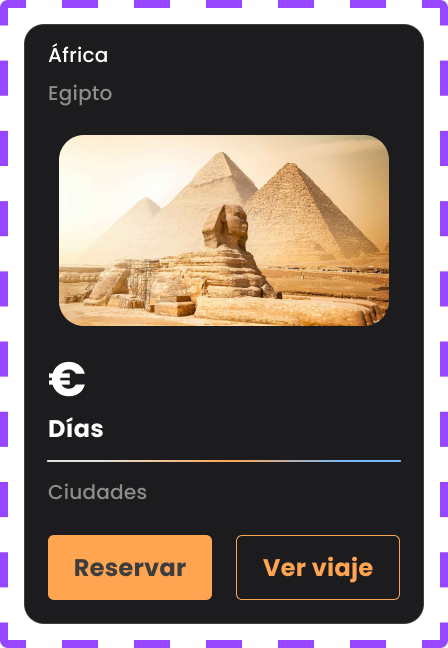 África
Egipto
€
Días
Ciudades
Reservar
Ver viaje